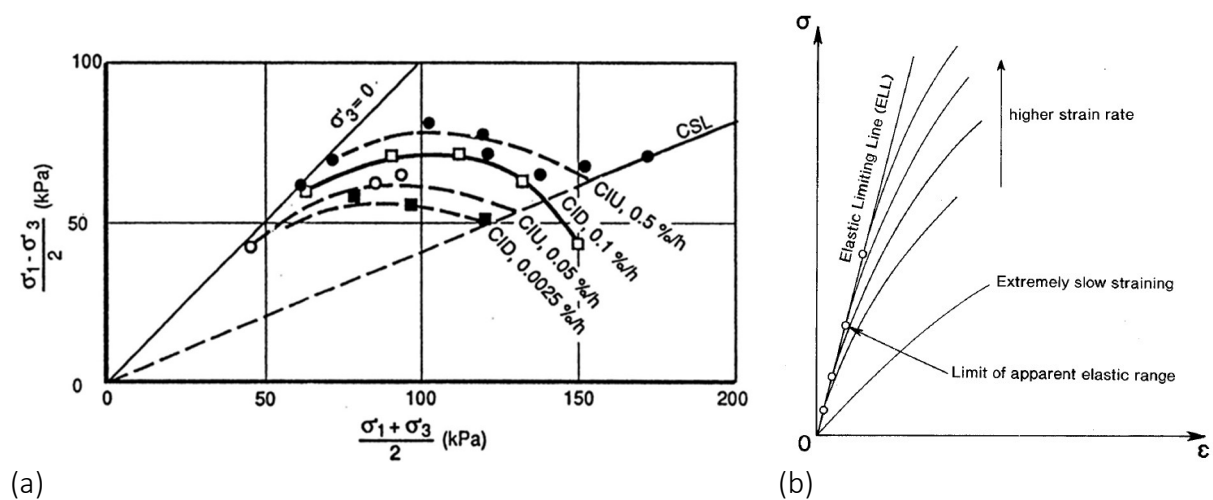 100
50
0
σ'₁ - σ'₃
2
(kPa)
σ'₃ = 0
CSL
CIU, 0.5 %/h
CID, 0.1 %/h
CIU, 0.05 %/h
CID, 0.0025 %/h
0
50
100
150
200
σ'₁ + σ'₃
2
(kPa)
(a)
σ
Elastic Limiting Line (ELL)
higher strain rate
Extremely slow straining
Limit of apparent elastic range
0
ε
(b)